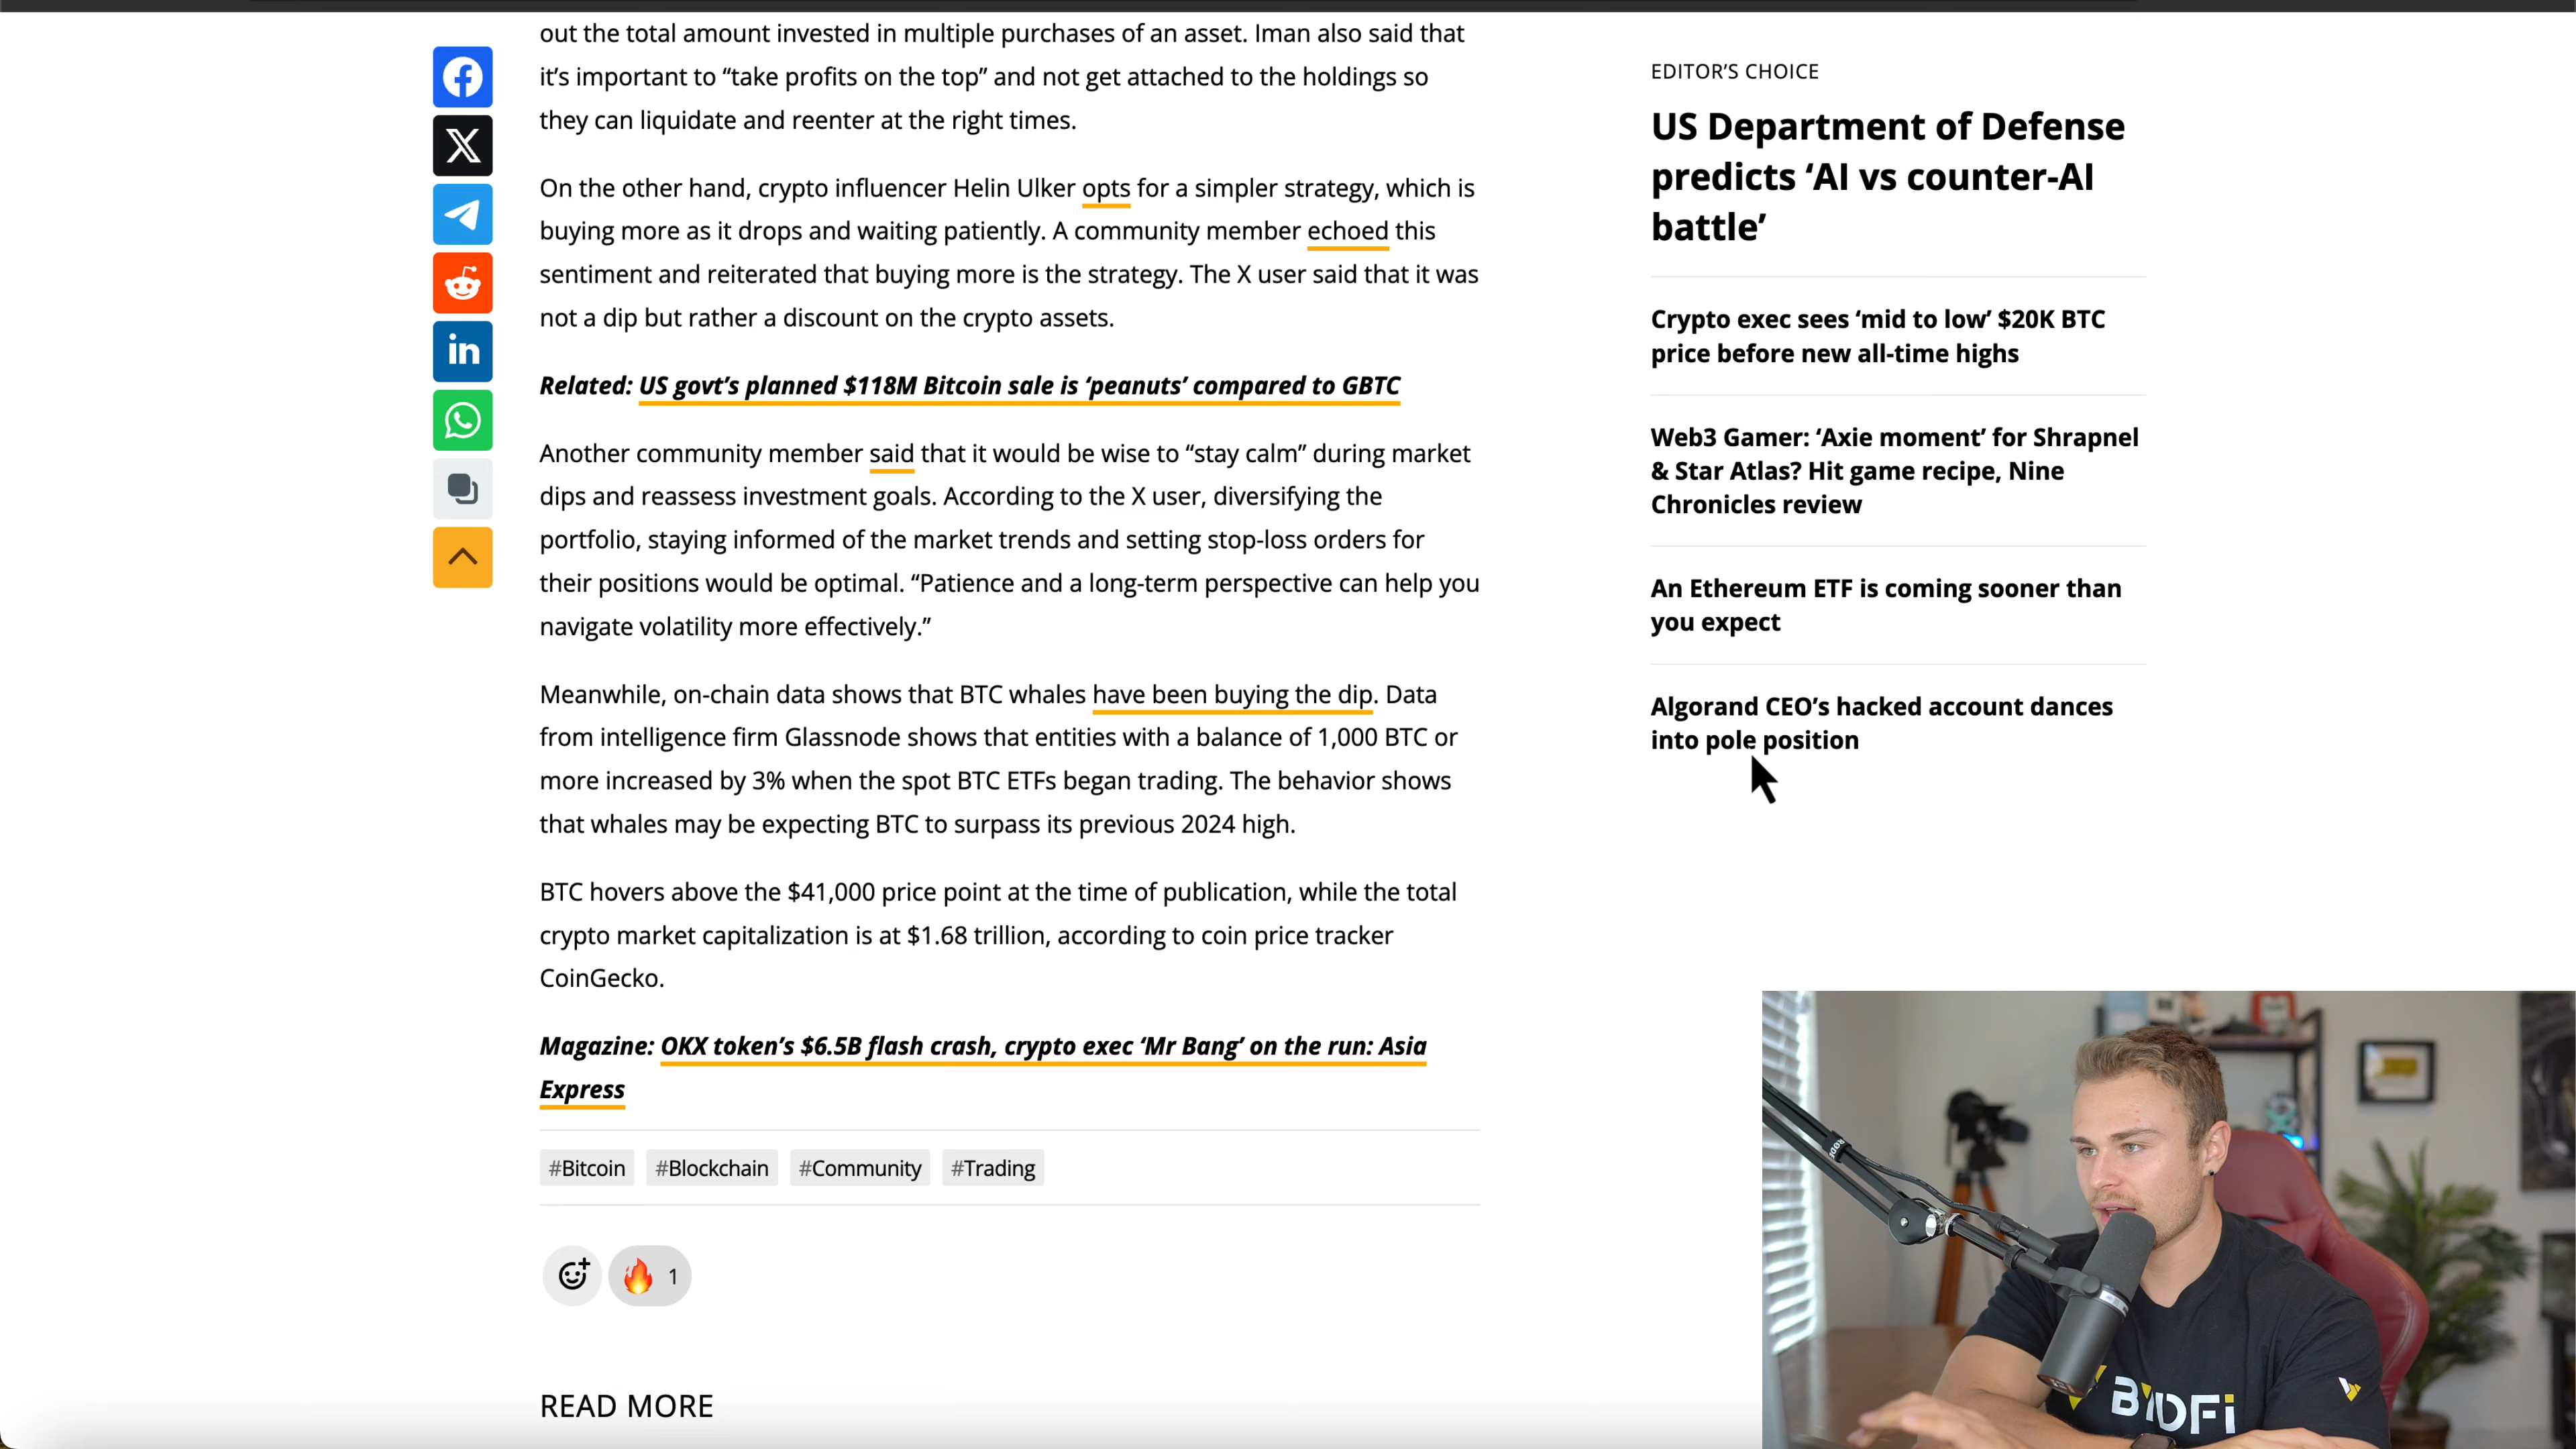 out the total amount invested in multiple purchases of an asset. Iman also said that
it’s important to “take profits on the top” and not get attached to the holdings so
they can liquidate and reenter at the right times.
On the other hand, crypto influencer Helin Ulker opts for a simpler strategy, which is
buying more as it drops and waiting patiently. A community member echoed this
sentiment and reiterated that buying more is the strategy. The X user said that it was
not a dip but rather a discount on the crypto assets.
Related: US govt’s planned $118M Bitcoin sale is ‘peanuts’ compared to GBTC
Another community member said that it would be wise to “stay calm” during market
dips and reassess investment goals. According to the X user, diversifying the
portfolio, staying informed of the market trends and setting stop-loss orders for
their positions would be optimal. “Patience and a long-term perspective can help you
navigate volatility more effectively.”
Meanwhile, on-chain data shows that BTC whales have been buying the dip. Data
from intelligence firm Glassnode shows that entities with a balance of 1,000 BTC or
more increased by 3% when the spot BTC ETFs began trading. The behavior shows
that whales may be expecting BTC to surpass its previous 2024 high.
BTC hovers above the $41,000 price point at the time of publication, while the total
crypto market capitalization is at $1.68 trillion, according to coin price tracker
CoinGecko.
Magazine: OKX token’s $6.5B flash crash, crypto exec ‘Mr Bang’ on the run: Asia
Express
#Bitcoin #Blockchain #Community #Trading
1
READ MORE
EDITOR’S CHOICE
US Department of Defense
predicts ‘AI vs counter-AI
battle’
Crypto exec sees ‘mid to low’ $20K BTC
price before new all-time highs
Web3 Gamer: ‘Axie moment’ for Shrapnel
& Star Atlas? Hit game recipe, Nine
Chronicles review
An Ethereum ETF is coming sooner than
you expect
Algorand CEO’s hacked account dances
into pole position
RODE
BYDFi